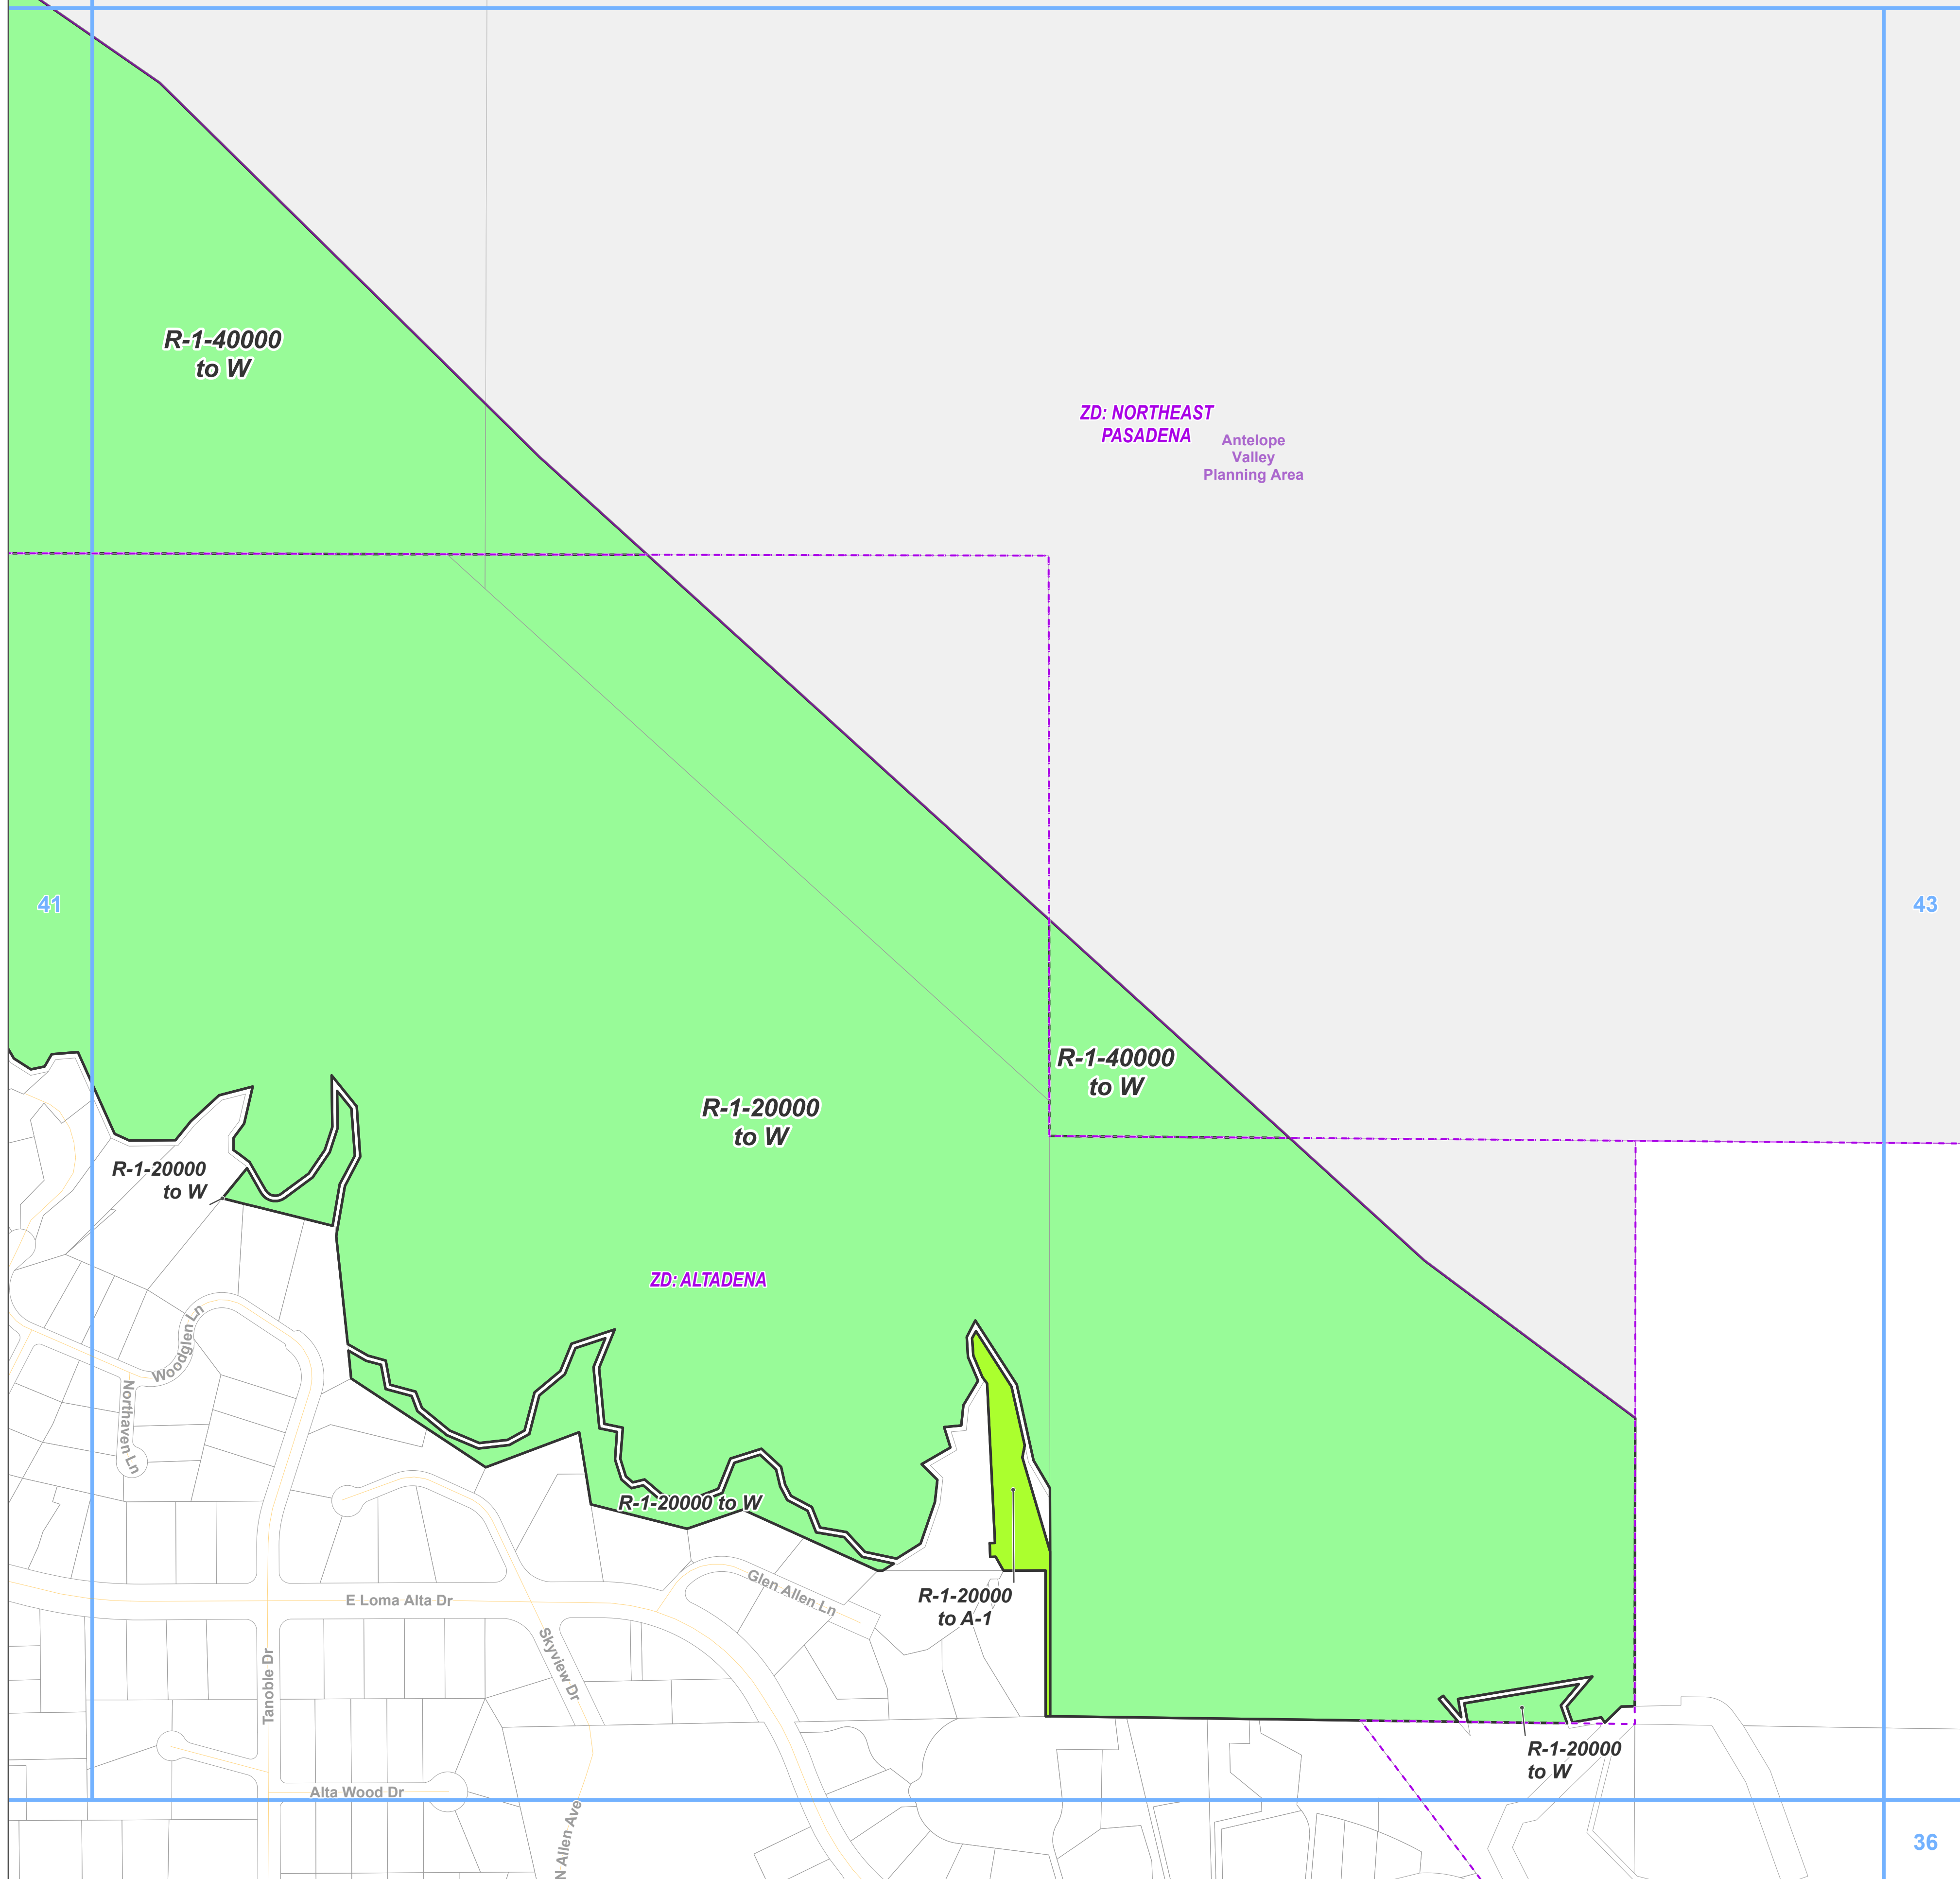 R-1-40000
to W
ZD: NORTHEAST
PASADENA
Antelope
Valley
Planning Area
41
43
R-1-40000
to W
R-1-20000
to W
R-1-20000
to W
ZD: ALTADENA
Woodglen Ln
Northaven Ln
R-1-20000 to W
Glen Allen Ln
R-1-20000
to A-1
E Loma Alta Dr
Skyview Dr
Tanoble Dr
R-1-20000
to W
Alta Wood Dr
N Allen Ave
36